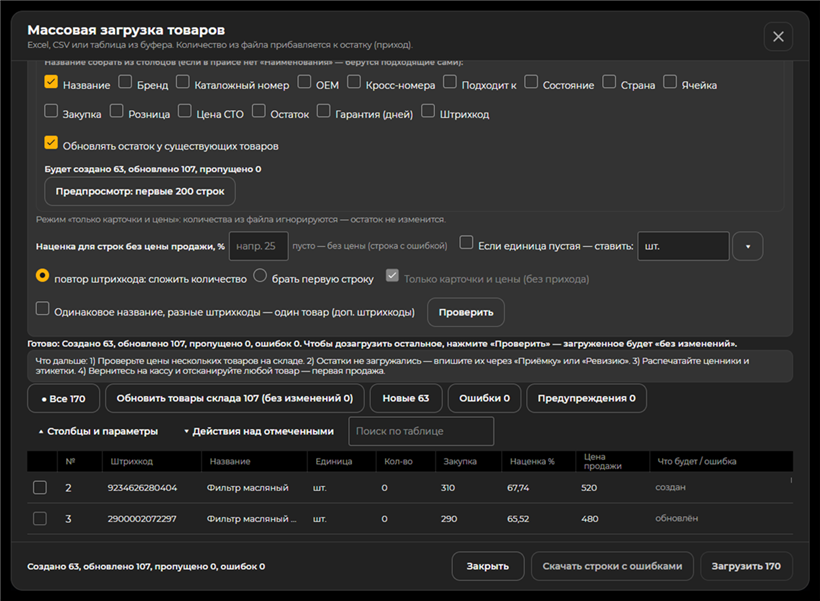 Массовая загрузка товаров
Excel, CSV или таблица из буфера. Количество из файла прибавляется к остатку (приход).
Название собрать из столбцов (если в прайсе нет «Наименования» — берутся подходящие сами):
Название Бренд Каталожный номер OEM Кросс-номера Подходит к Состояние Страна Ячейка
Закупка Розница Цена СТО Остаток Гарантия (дней) Штрихкод
Обновлять остаток у существующих товаров
Будет создано 63, обновлено 107, пропущено 0
Предпросмотр: первые 200 строк
Режим «только карточки и цены»: количества из файла игнорируются — остаток не изменится.
Наценка для строк без цены продажи, % напр. 25 пусто — без цены (строка с ошибкой) Если единица пустая — ставить: шт.
повтор штрихкода: сложить количество брать первую строку Только карточки и цены (без прихода)
Одинаковое название, разные штрихкоды — один товар (доп. штрихкоды) Проверить
Готово: Создано 63, обновлено 107, пропущено 0, ошибок 0. Чтобы дозагрузить остальное, нажмите «Проверить» — загруженное будет «без изменений».
Что дальше: 1) Проверьте цены нескольких товаров на складе. 2) Остатки не загружались — впишите их через «Приёмку» или «Ревизию». 3) Распечатайте ценники и
этикетки. 4) Вернитесь на кассу и отсканируйте любой товар — первая продажа.
• Все 170 Обновить товары склада 107 (без изменений 0) Новые 63 Ошибки 0 Предупреждения 0
Столбцы и параметры Действия над отмеченными Поиск по таблице
№ Штрихкод Название Единица Кол-во Закупка Наценка % Цена продажи Что будет / ошибка
2 9234626280404 Фильтр масляный шт. 0 310 67,74 520 создан
3 2900002072297 Фильтр масляный ... шт. 0 290 65,52 480 обновлён
Создано 63, обновлено 107, пропущено 0, ошибок 0 Закрыть Скачать строки с ошибками Загрузить 170